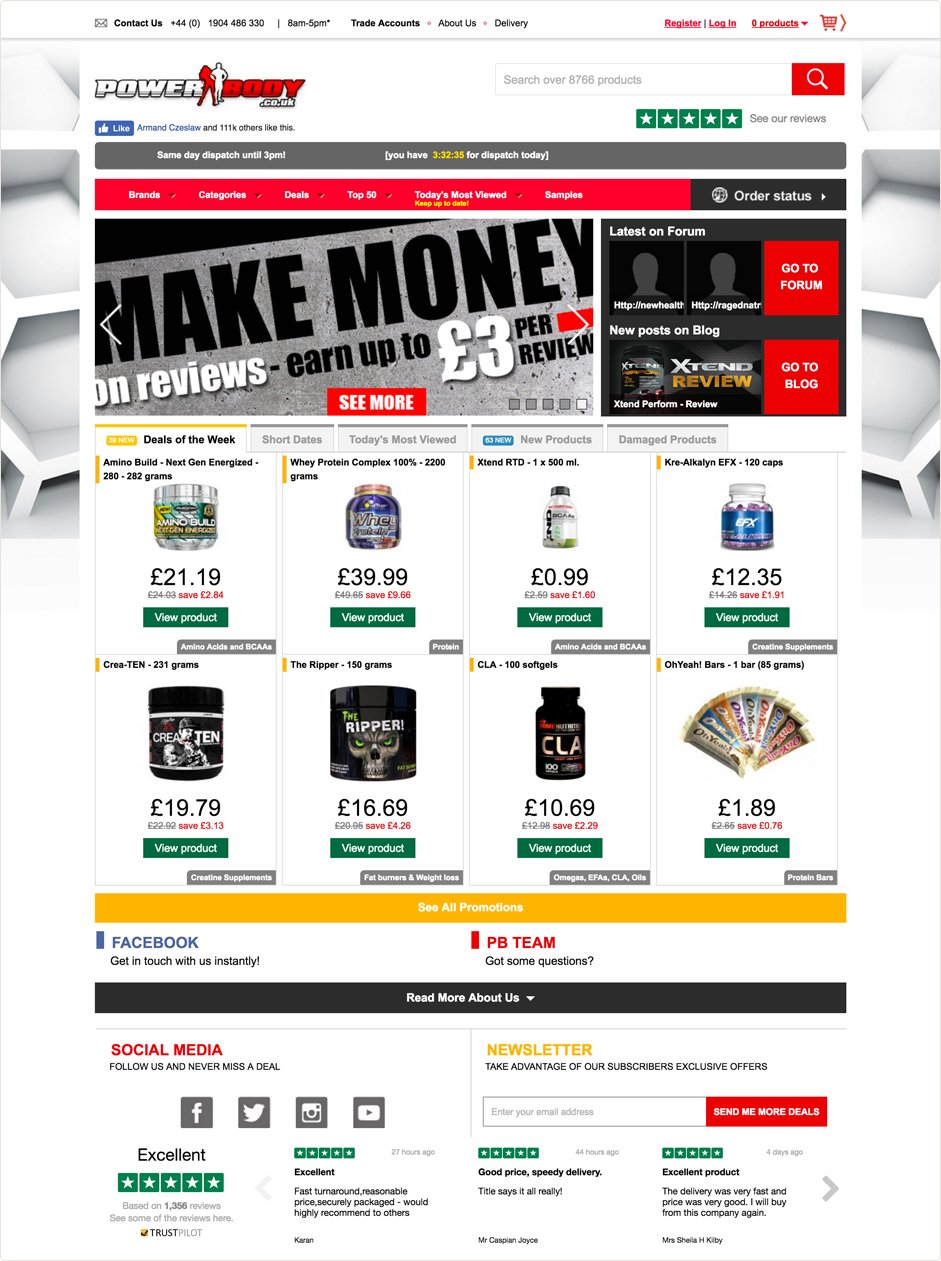 Contact Us +44 (0) 1904 486 330 | 8am-5pm* Trade Accounts About Us Delivery Register | Log In 0 products
POWER BODY
.co.uk
Search over 8766 products
See our reviews
Like Armand Czeslaw and 111k others like this.
Same day dispatch until 3pm! [you have 3:32:35 for dispatch today]
Brands Categories Deals Top 50 Today's Most Viewed Samples Order status
Keep up to date!
MAKE MONEY
on reviews - earn up to £3 PER REVIEW
SEE MORE
Latest on Forum
Http://newhealth Http://ragednatr
GO TO
FORUM
New posts on Blog
XTEND
REVIEW
Xtend Perform - Review
GO TO
BLOG
39 NEW Deals of the Week Short Dates Today's Most Viewed 63 NEW New Products Damaged Products
Amino Build - Next Gen Energized -
280 - 282 grams
AMINO BUILD
NEXT GEN ENERGIZED
£21.19
£24.03 save £2.84
View product
Amino Acids and BCAAs
Whey Protein Complex 100% - 2200
grams
Whey
Protein
£39.99
£49.65 save £9.66
View product
Protein
Xtend RTD - 1 x 500 ml.
BCAAs
£0.99
£2.59 save £1.60
View product
Amino Acids and BCAAs
Kre-Alkalyn EFX - 120 caps
EFX
£12.35
£14.26 save £1.91
View product
Creatine Supplements
Crea-TEN - 231 grams
CREA TEN
£19.79
£22.92 save £3.13
View product
Creatine Supplements
The Ripper - 150 grams
THE
RIPPER!
£16.69
£20.95 save £4.26
View product
Fat burners & Weight loss
CLA - 100 softgels
CLA
100
£10.69
£12.98 save £2.29
View product
Omegas, EFAs, CLA, Oils
OhYeah! Bars - 1 bar (85 grams)
OhYeah!
£1.89
£2.65 save £0.76
View product
Protein Bars
See All Promotions
FACEBOOK
Get in touch with us instantly!
PB TEAM
Got some questions?
Read More About Us
SOCIAL MEDIA
FOLLOW US AND NEVER MISS A DEAL
NEWSLETTER
TAKE ADVANTAGE OF OUR SUBSCRIBERS EXCLUSIVE OFFERS
Enter your email address
SEND ME MORE DEALS
Excellent
Based on 1,356 reviews
See some of the reviews here.
TRUSTPILOT
27 hours ago
Excellent
Fast turnaround,reasonable
price,securely packaged - would
highly recommend to others
Karan
44 hours ago
Good price, speedy delivery.
Title says it all really!
Mr Caspian Joyce
4 days ago
Excellent product
The delivery was very fast and
price was very good. I will buy
from this company again.
Mrs Sheila H Kilby